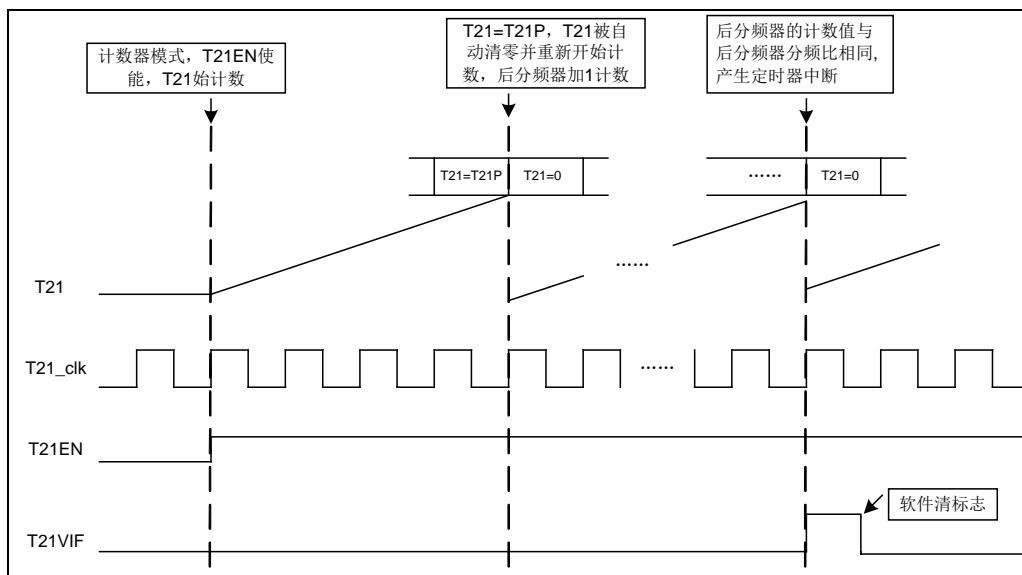 计数器模式，T21EN使
能，T21始计数
T21=T21P，T21被自
动清零并重新开始计
数，后分频器加1计数
后分频器的计数值与
后分频器分频比相同,
产生定时器中断
T21=T21P
T21=0
……
T21=0
……
T21
T21_clk
……
T21EN
软件清标志
T21VIF